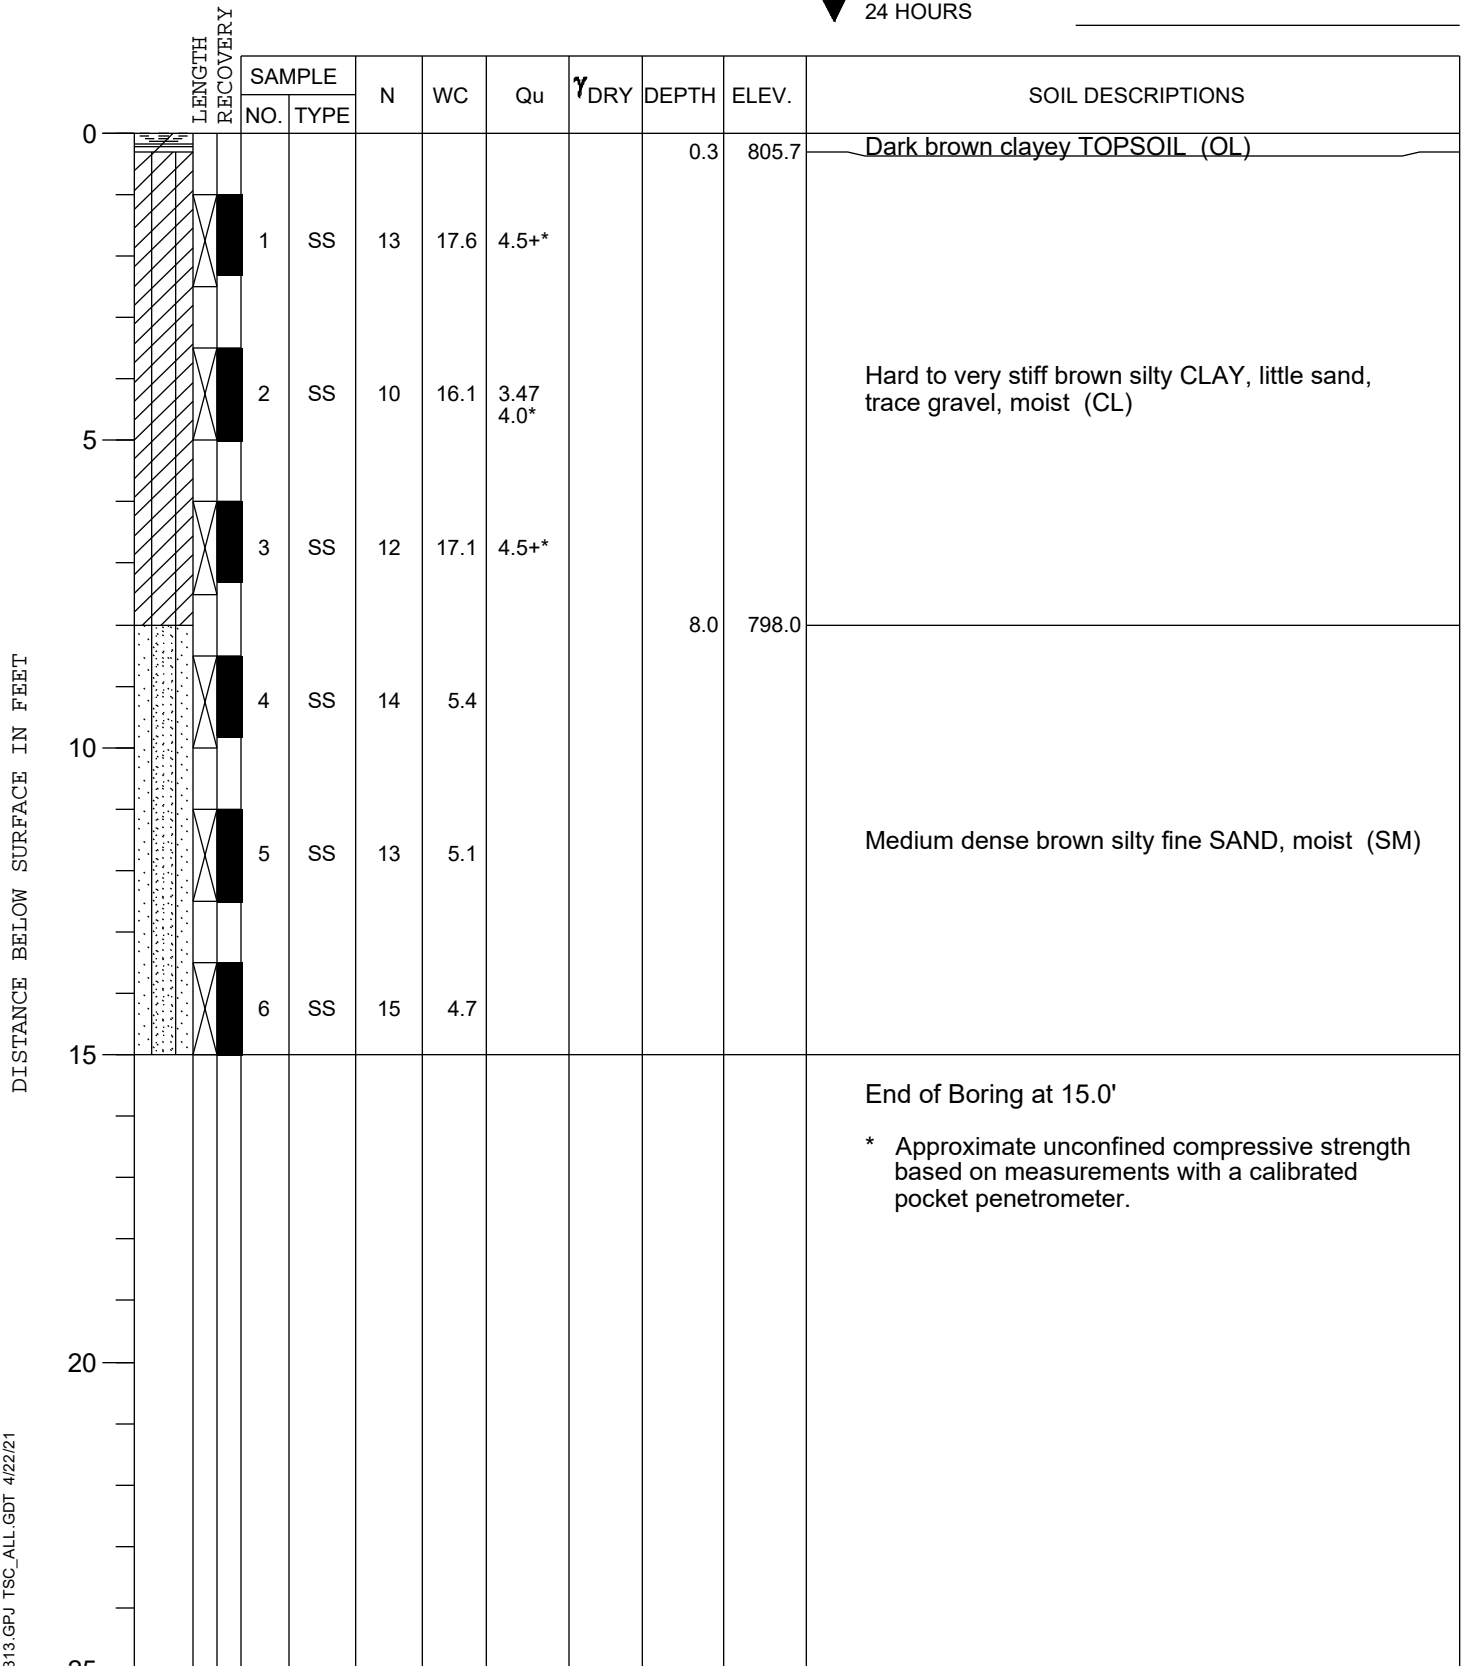 24 HOURS
LENGTH
RECOVERY
SAMPLE
NO. TYPE N WC Qu γDRY DEPTH ELEV. SOIL DESCRIPTIONS
0
0.3 805.7 Dark brown clayey TOPSOIL (OL)
1 SS 13 17.6 4.5+*
Hard to very stiff brown silty CLAY, little sand,
trace gravel, moist (CL)
2 SS 10 16.1 3.47
4.0*
5
3 SS 12 17.1 4.5+*
8.0 798.0
4 SS 14 5.4
10
Medium dense brown silty fine SAND, moist (SM)
5 SS 13 5.1
6 SS 15 4.7
15
End of Boring at 15.0'
* Approximate unconfined compressive strength
based on measurements with a calibrated
pocket penetrometer.
20
DISTANCE BELOW SURFACE IN FEET
313.GPJ TSC_ALL.GDT 4/22/21